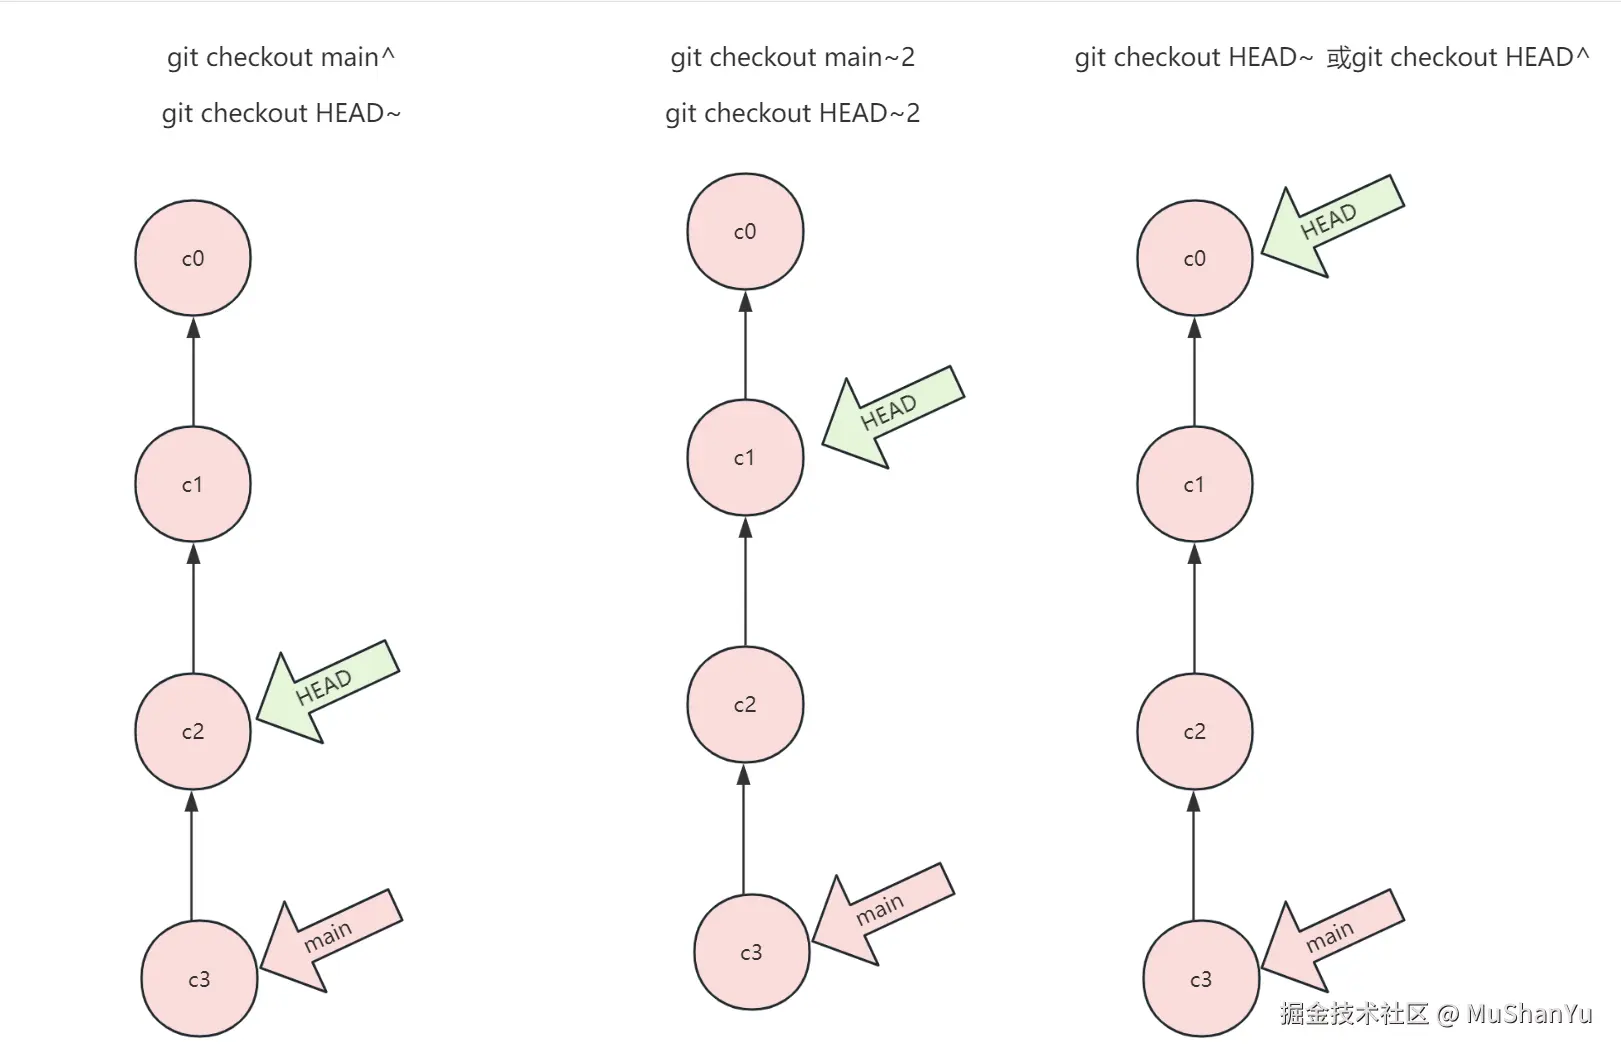 git checkout main^
git checkout HEAD~
c0
c1
HEAD
c2
main
c3
git checkout main~2
git checkout HEAD~2
c0
HEAD
c1
c2
main
c3
git checkout HEAD~ 或git checkout HEAD^
HEAD
c0
c1
c2
main
c3
掘金技术社区 @ MuShanYu